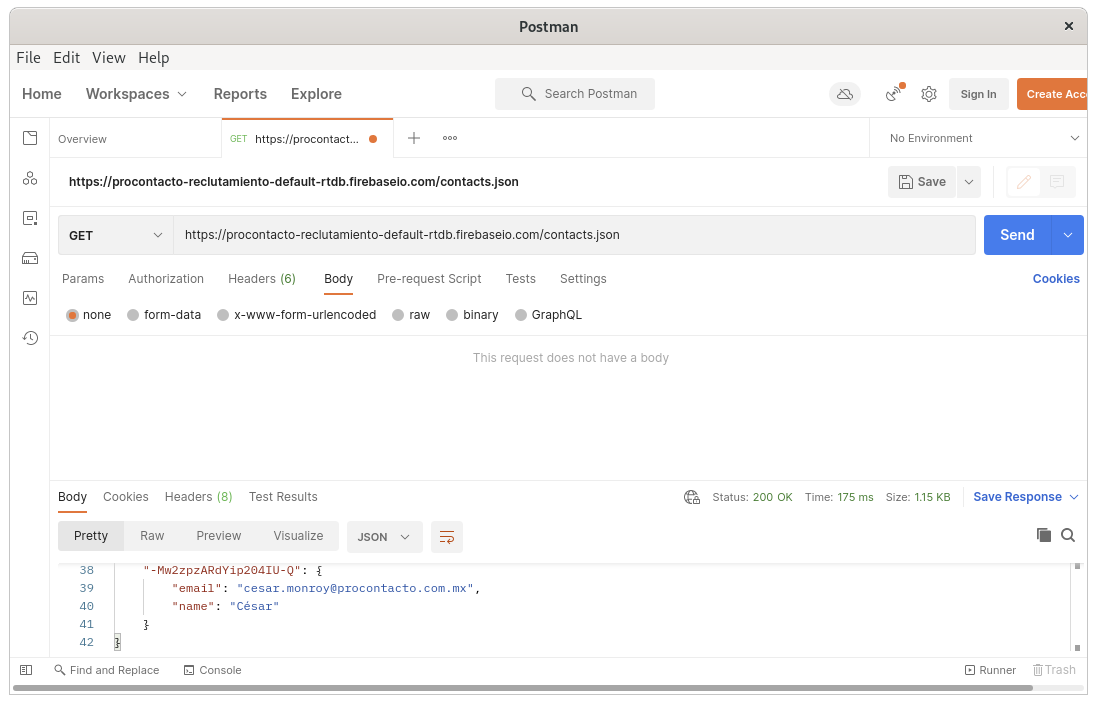 Postman ×
File Edit View Help
Home Workspaces Reports Explore Search Postman Sign In Create Acc
Overview GET https://procontact... No Environment
https://procontacto-reclutamiento-default-rtdb.firebaseio.com/contacts.json Save
GET https://procontacto-reclutamiento-default-rtdb.firebaseio.com/contacts.json Send
Params Authorization Headers (6) Body Pre-request Script Tests Settings Cookies
none form-data x-www-form-urlencoded raw binary GraphQL
This request does not have a body
Body Cookies Headers (8) Test Results Status: 200 OK Time: 175 ms Size: 1.15 KB Save Response
Pretty Raw Preview Visualize JSON
38 "-Mw2zpzARdYip204IU-Q": {
39 "email": "cesar.monroy@procontacto.com.mx",
40 "name": "César"
41 }
42 }
Find and Replace Console Runner Trash